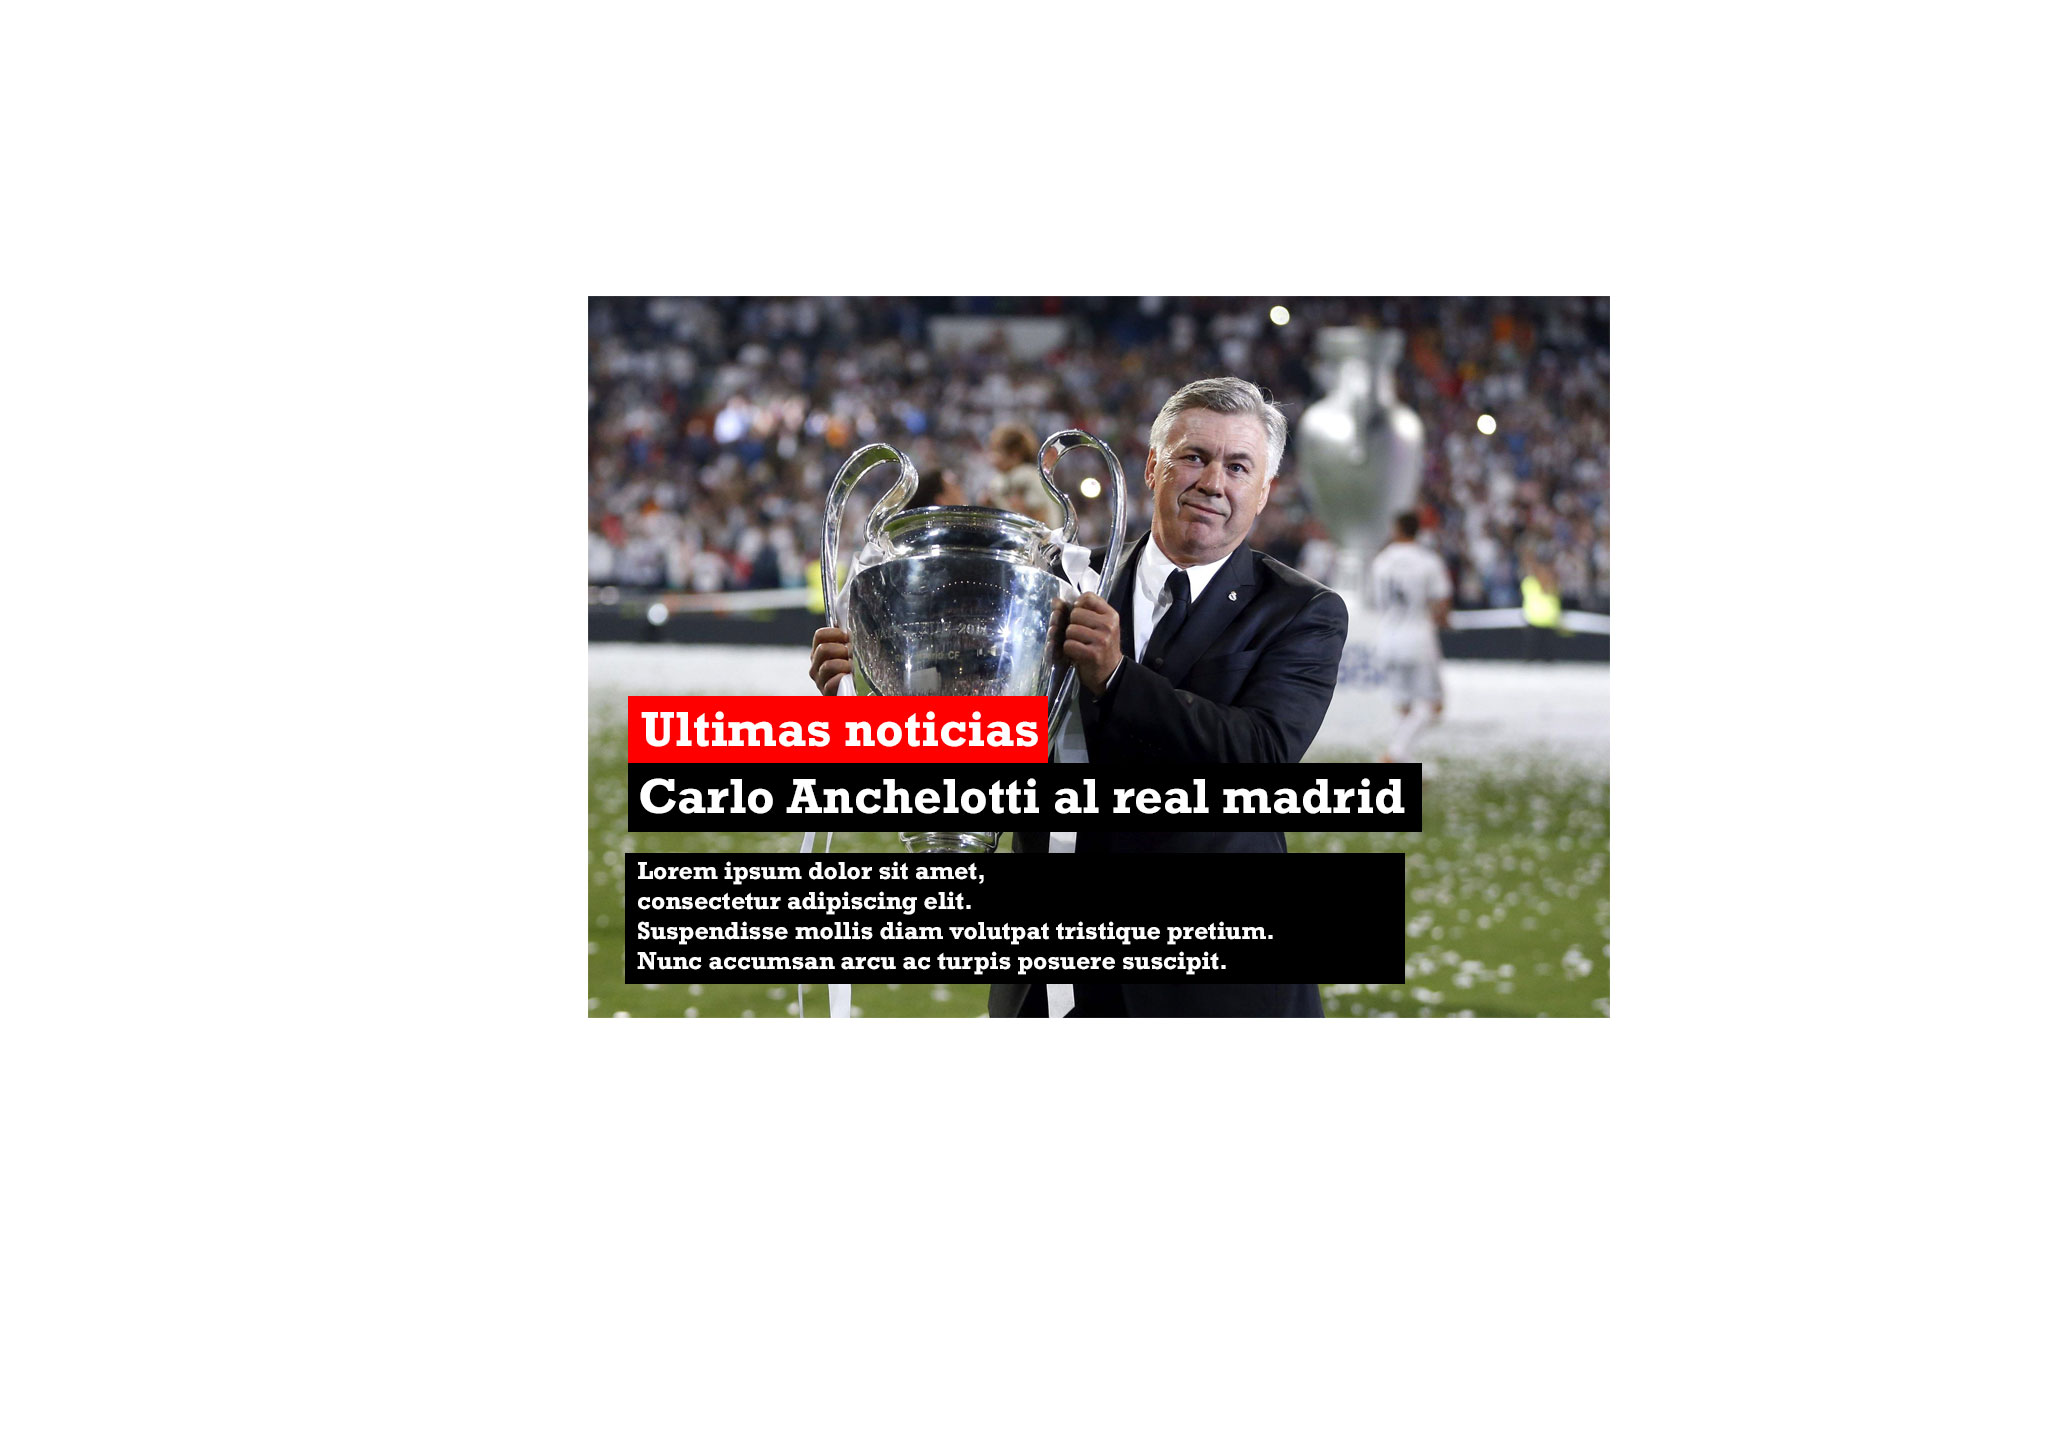 Ultimas noticias
Carlo Anchelotti al real madrid
Lorem ipsum dolor sit amet,
consectetur adipiscing elit.
Suspendisse mollis diam volutpat tristique pretium.
Nunc accumsan arcu ac turpis posuere suscipit.